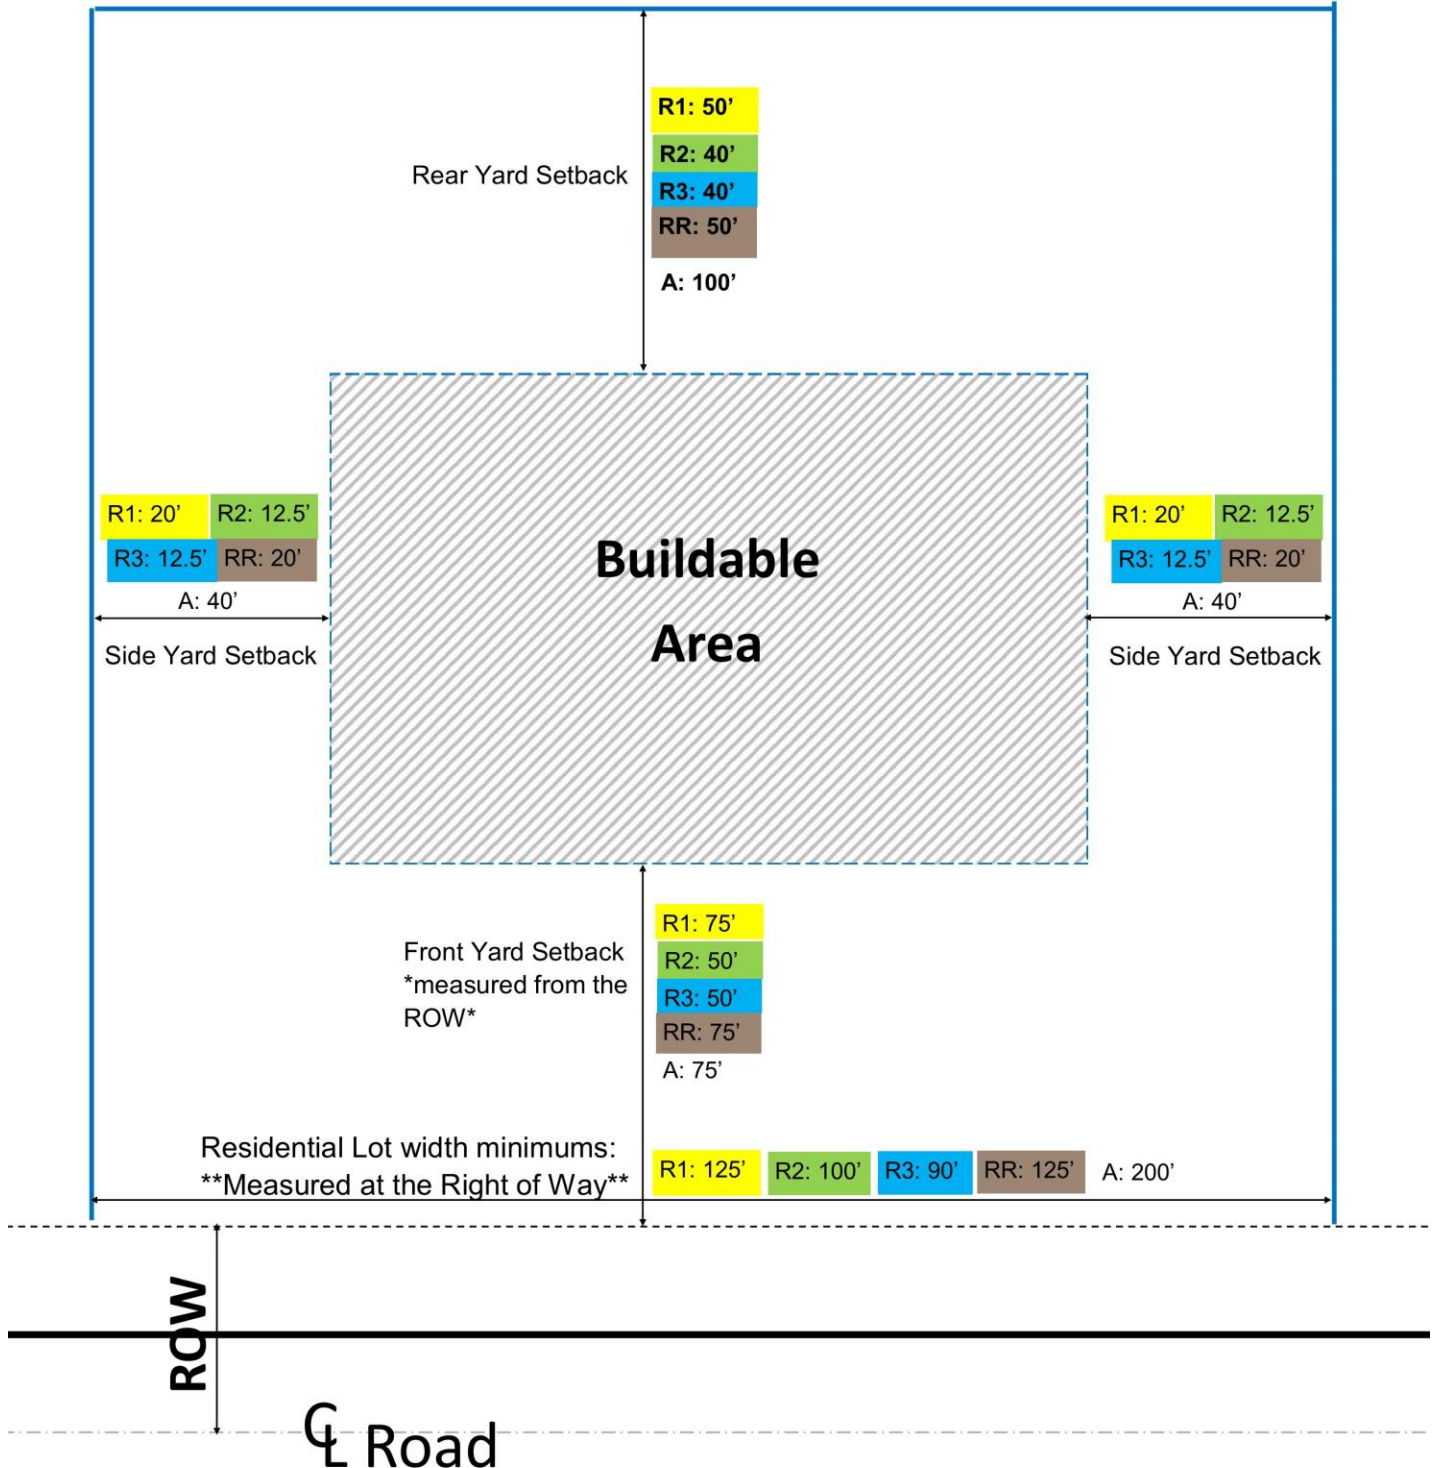 R1: 50’
R2: 40’
Rear Yard Setback
R3: 40’
RR: 50’
A: 100’
R1: 20’ R2: 12.5’
R3: 12.5’ RR: 20’
A: 40’
Side Yard Setback
Buildable
Area
R1: 20’ R2: 12.5’
R3: 12.5’ RR: 20’
A: 40’
Side Yard Setback
Front Yard Setback
*measured from the
ROW*
R1: 75’
R2: 50’
R3: 50’
RR: 75’
A: 75’
Residential Lot width minimums:
**Measured at the Right of Way**
R1: 125’ R2: 100’ R3: 90’ RR: 125’ A: 200’
ROW
℄ Road